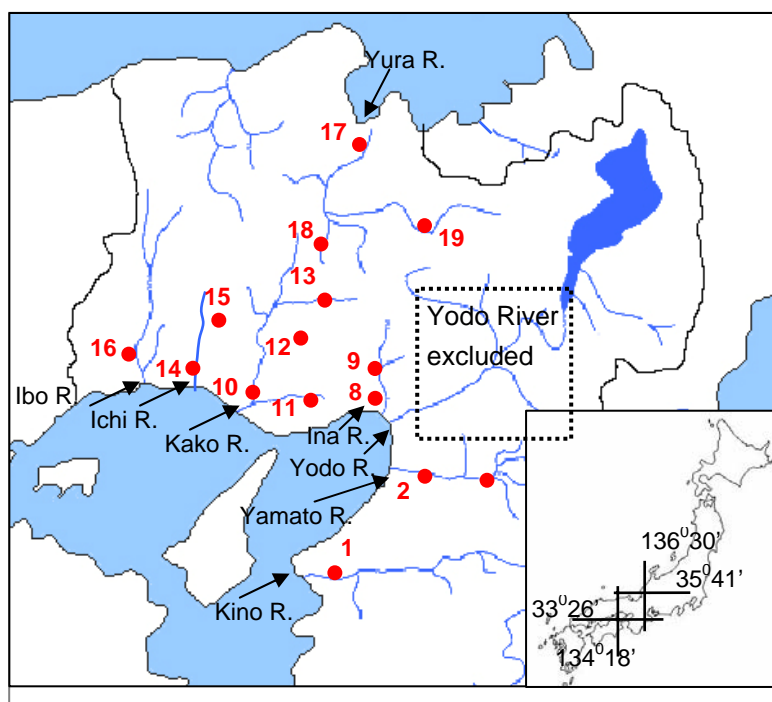 Yura R.
17
18
19
13
15
Yodo River
excluded
12
16
9
14
10
8
11
Ibo R.
Ichi R.
Kako R.
Ina R.
Yodo R.
2
Yamato R.
1
Kino R.
136⁰30’
35⁰41’
33⁰26’
134⁰18’